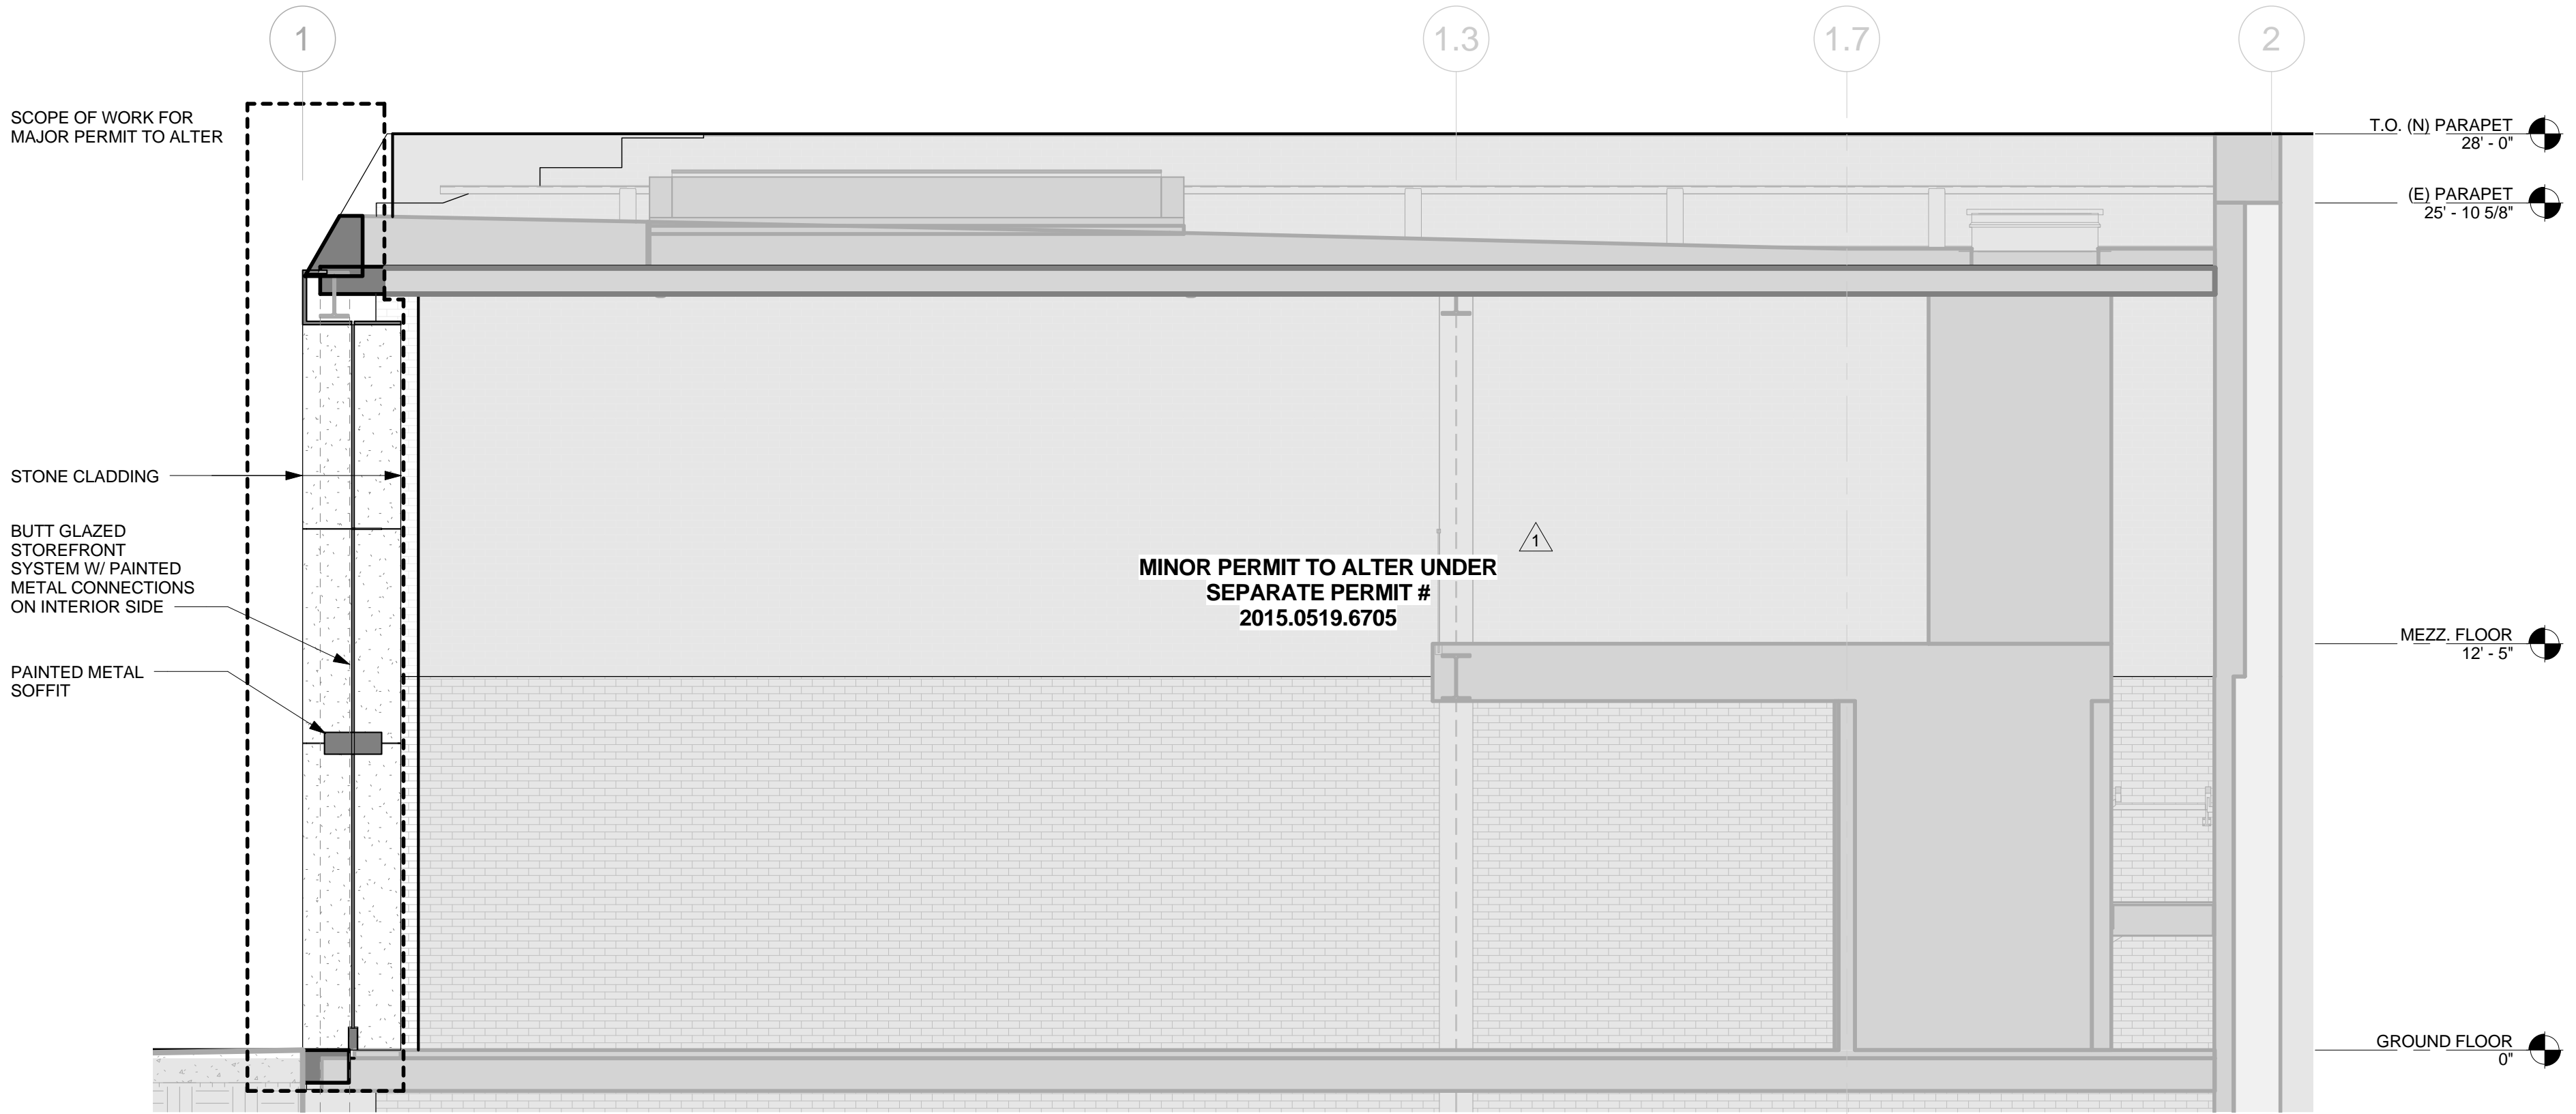 1
1.3
1.7
2
SCOPE OF WORK FOR
MAJOR PERMIT TO ALTER
T.O. (N) PARAPET
28' - 0"
(E) PARAPET
25' - 10 5/8"
STONE CLADDING
BUTT GLAZED
STOREFRONT
SYSTEM W/ PAINTED
METAL CONNECTIONS
ON INTERIOR SIDE
1
MINOR PERMIT TO ALTER UNDER
SEPARATE PERMIT #
2015.0519.6705
MEZZ. FLOOR
12' - 5"
PAINTED METAL
SOFFIT
GROUND FLOOR
0"